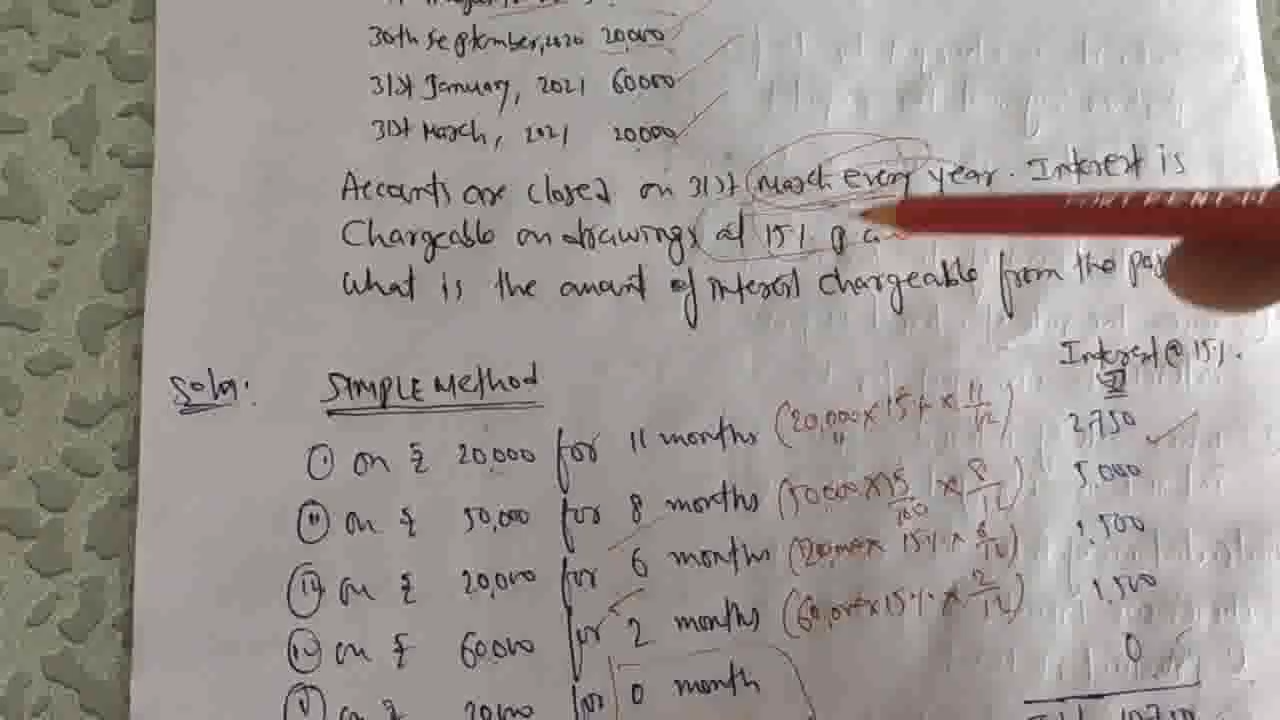 30th September, 2020 20,000
31st January, 2021 60000
31st March, 2021 20,000
Accounts are closed on 31st March every year. Interest is
Chargeable on drawings at 15% p a
What is the amount of interest chargeable from the
Interest @ 15%.
Soln: SIMPLE METHOD
(i) on ₹ 20,000 for 11 months (20,000 × 15% × 11/12) 2,750
(ii) on ₹ 50,000 for 8 months (50,000 × 15/100 × 8/12) 5,000
(iii) on ₹ 20,000 for 6 months (20,000 × 15% × 6/12) 1,500
(iv) on ₹ 60,000 for 2 months (60,000 × 15% × 2/12) 1,500
(v) on ₹ 20,000 for 0 month 0